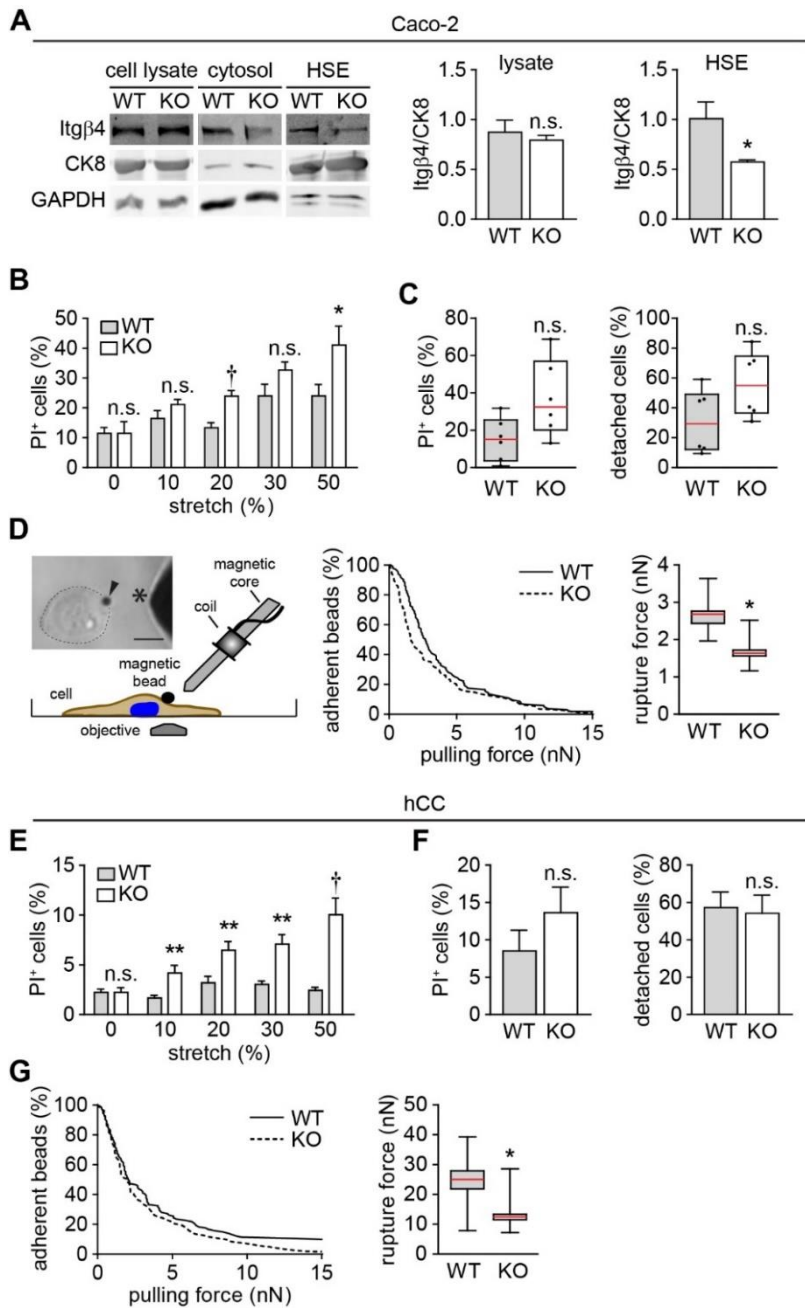 A
Caco-2
cell lysate cytosol HSE
WT KO WT KO WT KO
Itgβ4
CK8
GAPDH
lysate
Itgβ4/CK8
1.5
1.0
0.5
0.0
n.s.
WT KO
HSE
Itgβ4/CK8
1.5
1.0
0.5
0.0
*
WT KO
B
PI+ cells (%)
50
40
30
20
10
0
WT
KO
n.s. n.s. † n.s. *
0 10 20 30 50
stretch (%)
C
PI+ cells (%)
80
60
40
20
0
n.s.
WT KO
detached cells (%)
100
80
60
40
20
0
n.s.
WT KO
D
*
magnetic
core
coil
magnetic
bead
cell
objective
adherent beads (%)
100
80
60
40
20
0
WT
KO
0 5 10 15
pulling force (nN)
rupture force (nN)
4
3
2
1
0
*
WT KO
hCC
E
PI+ cells (%)
15
10
5
0
WT
KO
n.s. ** ** ** †
0 10 20 30 50
stretch (%)
F
PI+ cells (%)
20
15
10
5
0
n.s.
WT KO
detached cells (%)
80
60
40
20
0
n.s.
WT KO
G
adherent beads (%)
100
80
60
40
20
0
WT
KO
0 5 10 15
pulling force (nN)
rupture force (nN)
50
40
30
20
10
0
*
WT KO